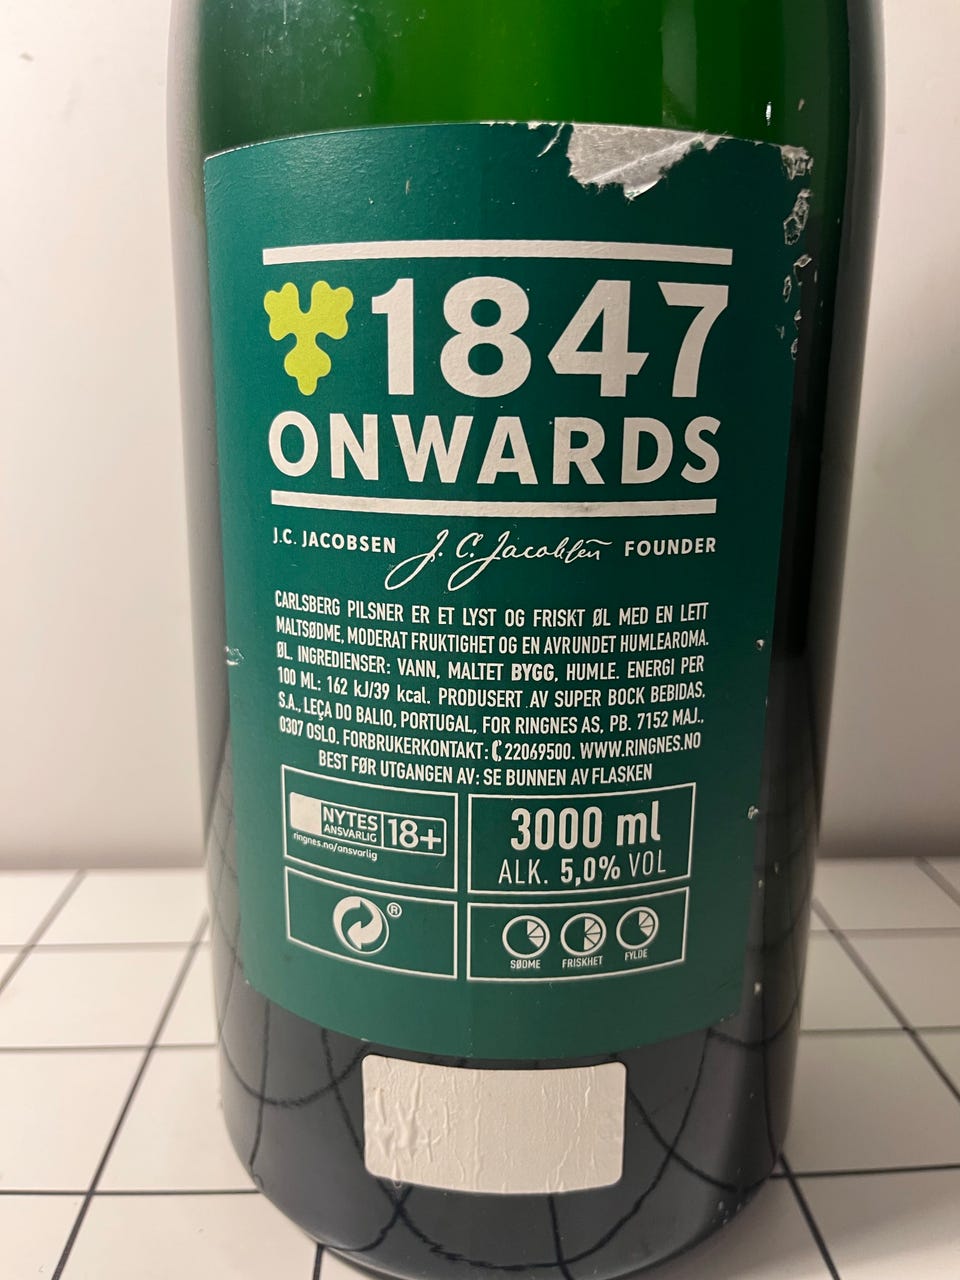 1847
ONWARDS
J.C. JACOBSEN J.C. Jacobsen FOUNDER
CARLSBERG PILSNER ER ET LYST OG FRISKT ØL MED EN LETT
MALTSØDME, MODERAT FRUKTIGHET OG EN AVRUNDET HUMLEAROMA.
ØL. INGREDIENSER: VANN, MALTET BYGG, HUMLE. ENERGI PER
100 ML: 162 kJ/39 kcal. PRODUSERT AV SUPER BOCK BEBIDAS,
S.A., LEÇA DO BALIO, PORTUGAL, FOR RINGNES AS, PB. 7152 MAJ.,
0307 OSLO. FORBRUKERKONTAKT: 22069500. WWW.RINGNES.NO
BEST FØR UTGANGEN AV: SE BUNNEN AV FLASKEN
NYTES
ANSVARLIG 18+
ringnes.no/ansvarlig
3000 ml
ALK. 5,0% VOL
®
SØDME FRISKHET FYLDE